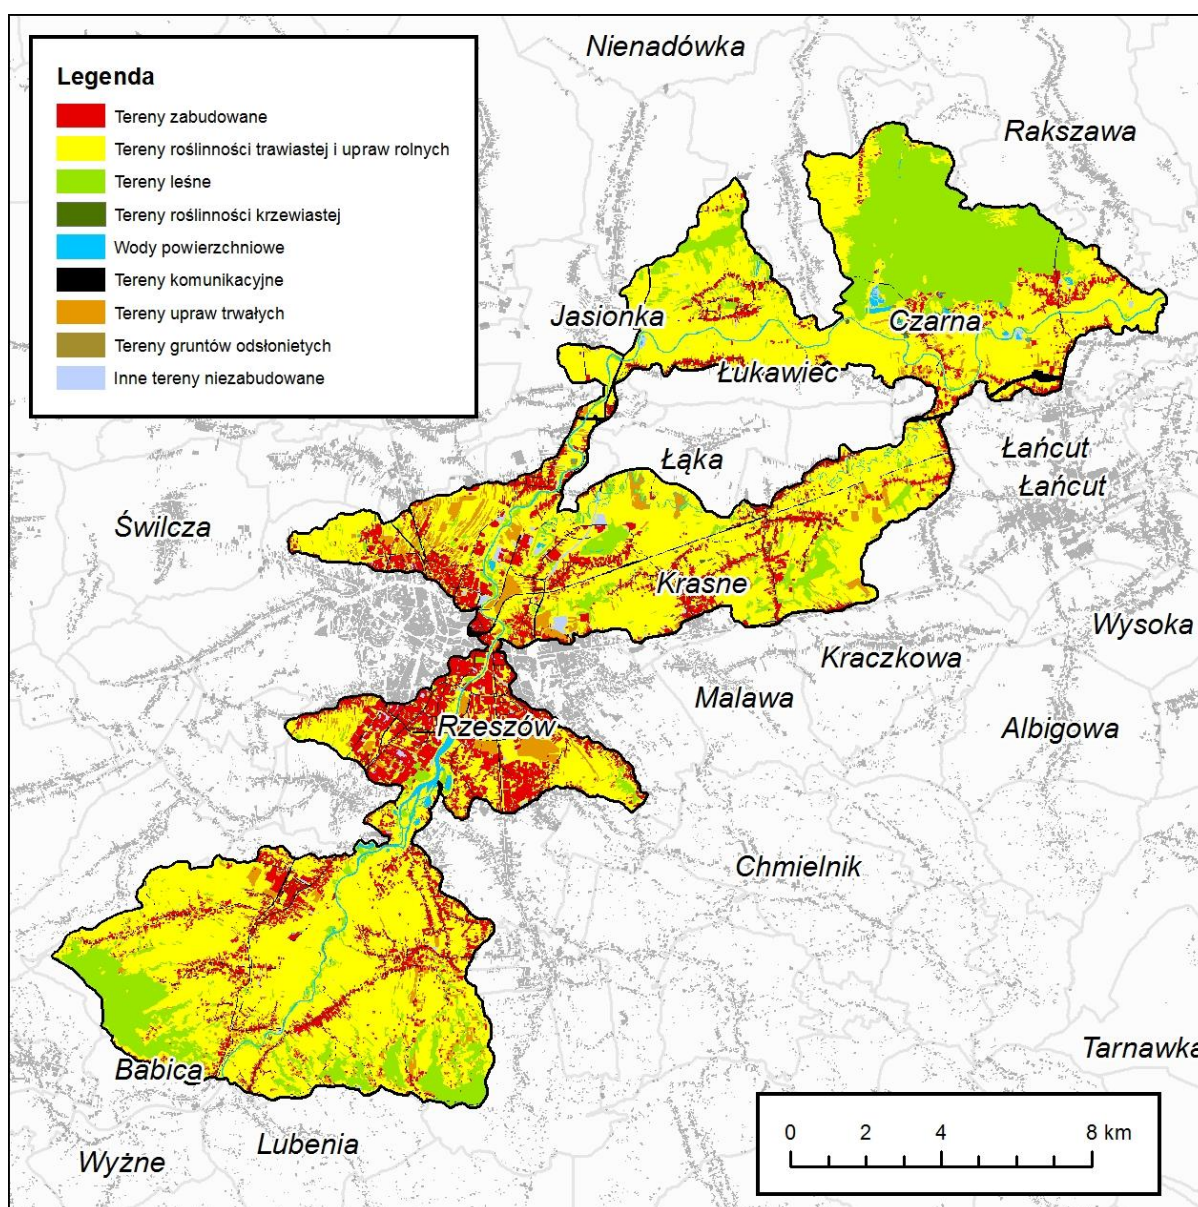 Nienadówka
Legenda
Tereny zabudowane
Tereny roślinności trawiastej i upraw rolnych
Tereny leśne
Tereny roślinności krzewiastej
Wody powierzchniowe
Tereny komunikacyjne
Tereny upraw trwałych
Tereny gruntów odsłonietych
Inne tereny niezabudowane
Rakszawa
Jasionka
Czarna
Łukawiec
Łąka
Łańcut
Łańcut
Świlcza
Krasne
Wysoka
Kraczkowa
Malawa
Rzeszów
Albigowa
Chmielnik
Tarnawka
Babica
Lubenia
Wyżne
0 2 4 8 km